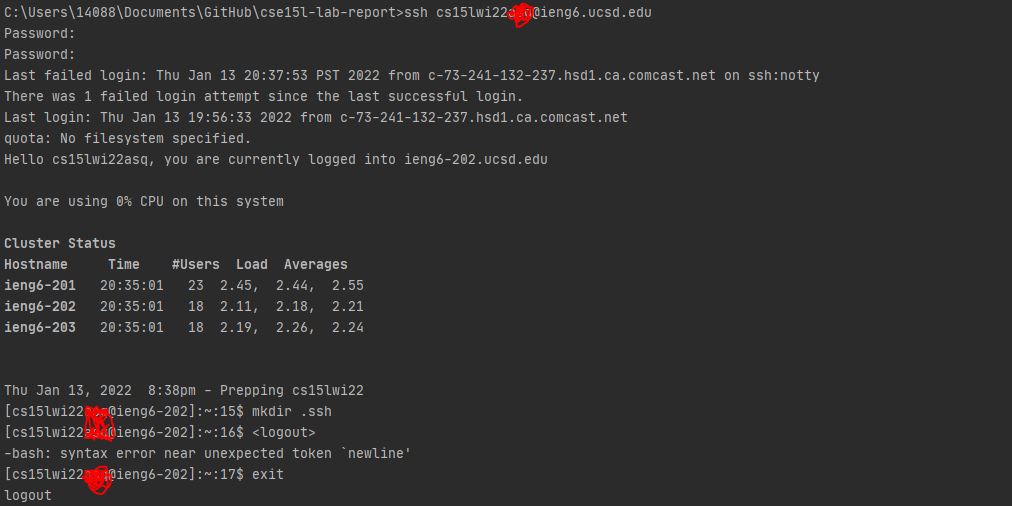 C:\Users\14088\Documents\GitHub\cse15l-lab-report>ssh cs15lwi22 @ieng6.ucsd.edu
Password:
Password:
Last failed login: Thu Jan 13 20:37:53 PST 2022 from c-73-241-132-237.hsd1.ca.comcast.net on ssh:notty
There was 1 failed login attempt since the last successful login.
Last login: Thu Jan 13 19:56:33 2022 from c-73-241-132-237.hsd1.ca.comcast.net
quota: No filesystem specified.
Hello cs15lwi22asq, you are currently logged into ieng6-202.ucsd.edu
You are using 0% CPU on this system
Cluster Status
Hostname Time #Users Load Averages
ieng6-201 20:35:01 23 2.45, 2.44, 2.55
ieng6-202 20:35:01 18 2.11, 2.18, 2.21
ieng6-203 20:35:01 18 2.19, 2.26, 2.24
Thu Jan 13, 2022 8:38pm - Prepping cs15lwi22
[cs15lwi22 @ieng6-202]:~:15$ mkdir .ssh
[cs15lwi22 @ieng6-202]:~:16$ <logout>
-bash: syntax error near unexpected token `newline'
[cs15lwi22 @ieng6-202]:~:17$ exit
logout